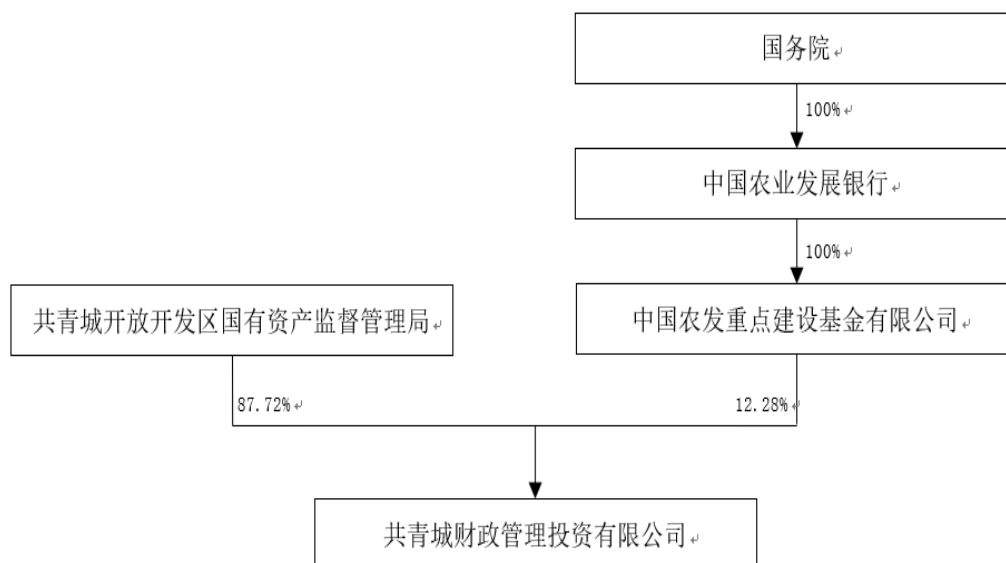 国务院
100%
中国农业发展银行
100%
共青城开放开发区国有资产监督管理局
中国农发重点建设基金有限公司
87.72%
12.28%
共青城财政管理投资有限公司